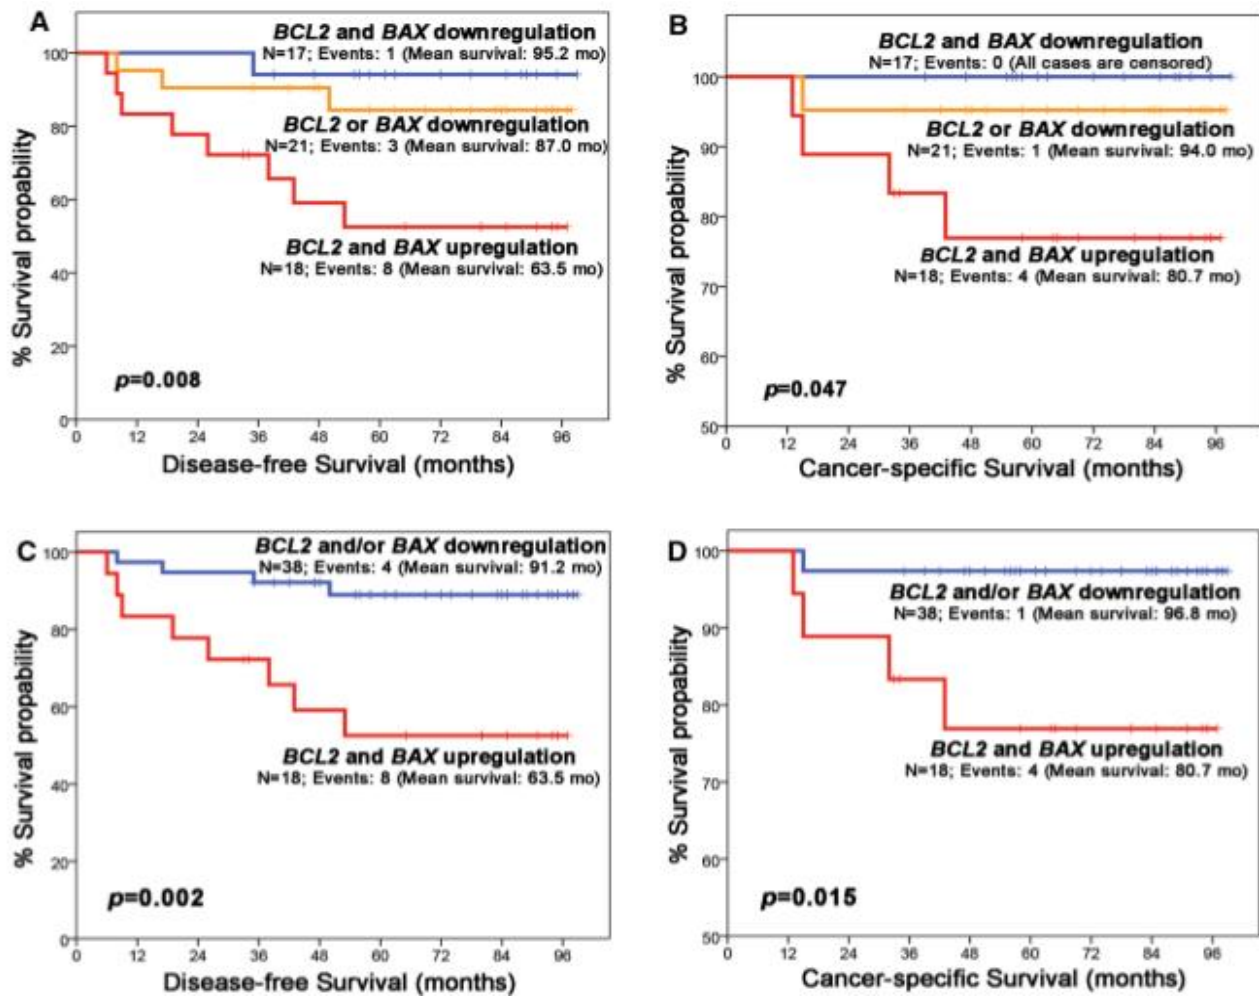 A
BCL2 and BAX downregulation
N=17; Events: 1 (Mean survival: 95.2 mo)
BCL2 or BAX downregulation
N=21; Events: 3 (Mean survival: 87.0 mo)
BCL2 and BAX upregulation
N=18; Events: 8 (Mean survival: 63.5 mo)
p=0.008
% Survival propability
100
80
60
40
20
0
0 12 24 36 48 60 72 84 96
Disease-free Survival (months)
B
BCL2 and BAX downregulation
N=17; Events: 0 (All cases are censored)
BCL2 or BAX downregulation
N=21; Events: 1 (Mean survival: 94.0 mo)
BCL2 and BAX upregulation
N=18; Events: 4 (Mean survival: 80.7 mo)
p=0.047
% Survival propability
100
90
80
70
60
50
0 12 24 36 48 60 72 84 96
Cancer-specific Survival (months)
C
BCL2 and/or BAX downregulation
N=38; Events: 4 (Mean survival: 91.2 mo)
BCL2 and BAX upregulation
N=18; Events: 8 (Mean survival: 63.5 mo)
p=0.002
% Survival propability
100
80
60
40
20
0
0 12 24 36 48 60 72 84 96
Disease-free Survival (months)
D
BCL2 and/or BAX downregulation
N=38; Events: 1 (Mean survival: 96.8 mo)
BCL2 and BAX upregulation
N=18; Events: 4 (Mean survival: 80.7 mo)
p=0.015
% Survival propability
100
90
80
70
60
50
0 12 24 36 48 60 72 84 96
Cancer-specific Survival (months)